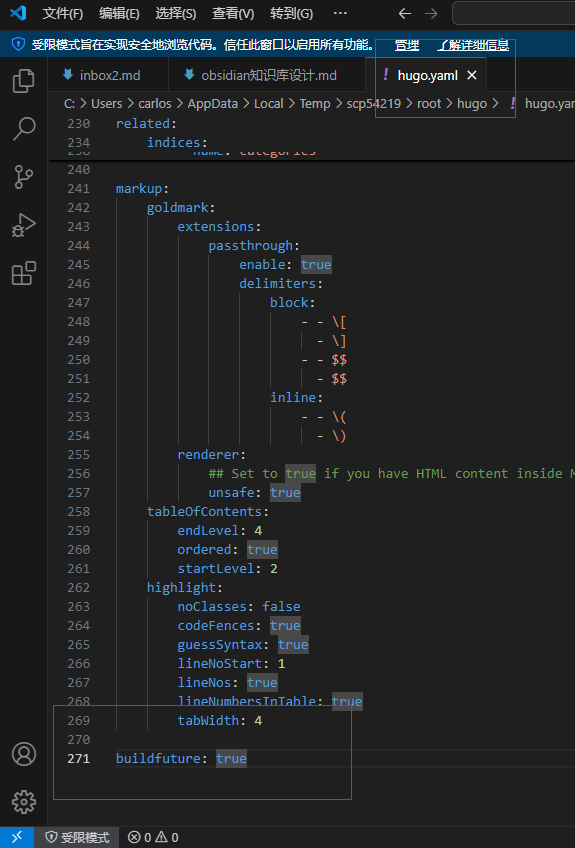 文件(F) 编辑(E) 选择(S) 查看(V) 转到(G) ···
受限模式旨在实现安全地浏览代码。信任此窗口以启用所有功能。 管理 了解详细信息
inbox2.md obsidian知识库设计.md ! hugo.yaml
C: > Users > carlos > AppData > Local > Temp > scp54219 > root > hugo > ! hugo.yar
230 related:
234 indices:
240
241 markup:
242 goldmark:
243 extensions:
244 passthrough:
245 enable: true
246 delimiters:
247 block:
248 - - \[
249 - \]
250 - - $$
251 - $$
252 inline:
253 - - \(
254 - \)
255 renderer:
256 ## Set to true if you have HTML content inside M
257 unsafe: true
258 tableOfContents:
259 endLevel: 4
260 ordered: true
261 startLevel: 2
262 highlight:
263 noClasses: false
264 codeFences: true
265 guessSyntax: true
266 lineNoStart: 1
267 lineNos: true
268 lineNumbersInTable: true
269 tabWidth: 4
270
271 buildfuture: true
受限模式 0 0